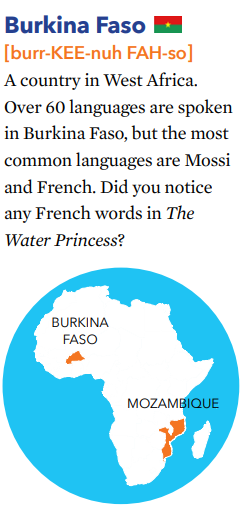 Burkina Faso
[burr-KEE-nuh FAH-so]
A country in West Africa.
Over 60 languages are spoken
in Burkina Faso, but the most
common languages are Mossi
and French. Did you notice
any French words in The
Water Princess?
BURKINA
FASO
MOZAMBIQUE